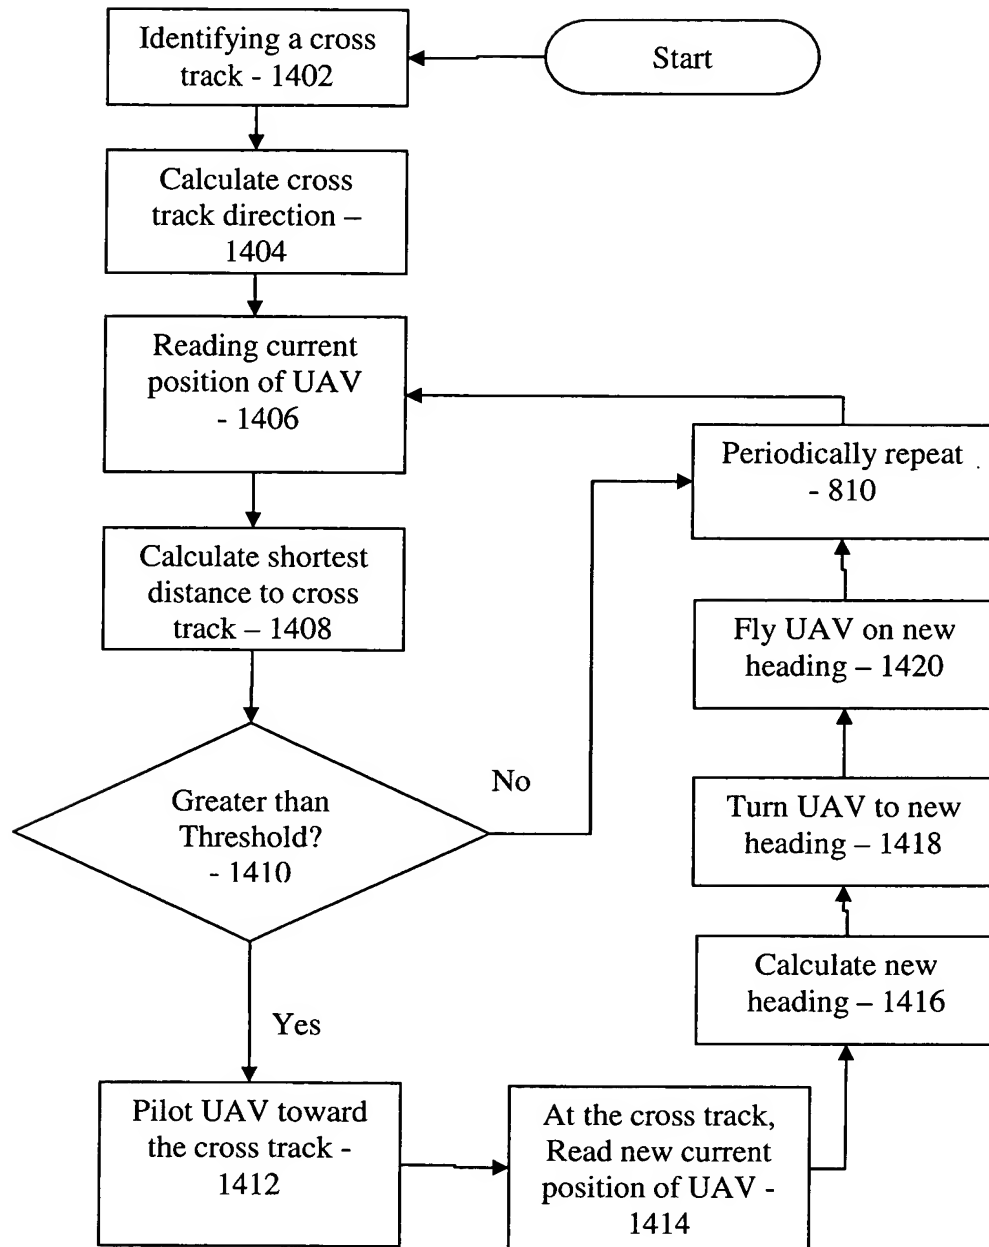 Start
Identifying a cross
track - 1402
Calculate cross
track direction –
1404
Reading current
position of UAV
- 1406
Calculate shortest
distance to cross
track – 1408
Greater than
Threshold?
- 1410
No
Yes
Pilot UAV toward
the cross track -
1412
At the cross track,
Read new current
position of UAV -
1414
Calculate new
heading – 1416
Turn UAV to new
heading – 1418
Fly UAV on new
heading – 1420
Periodically repeat
- 810